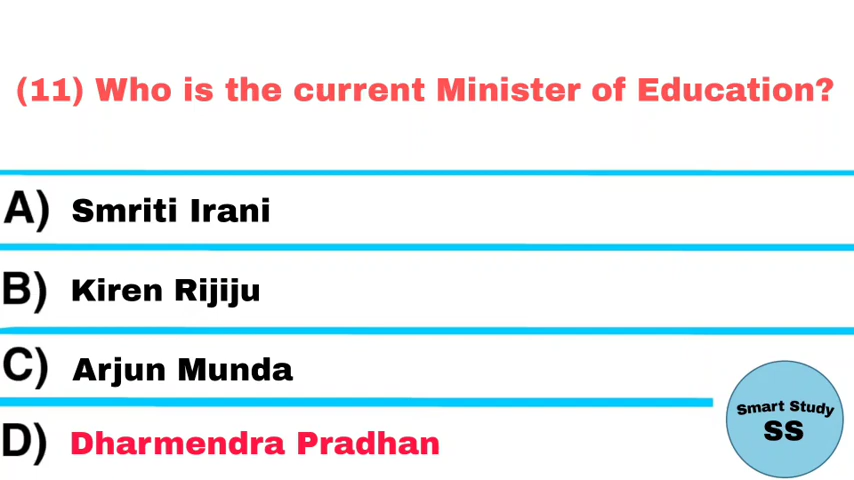 (11) Who is the current Minister of Education?
A) Smriti Irani
B) Kiren Rijiju
C) Arjun Munda
D) Dharmendra Pradhan
Smart Study
SS